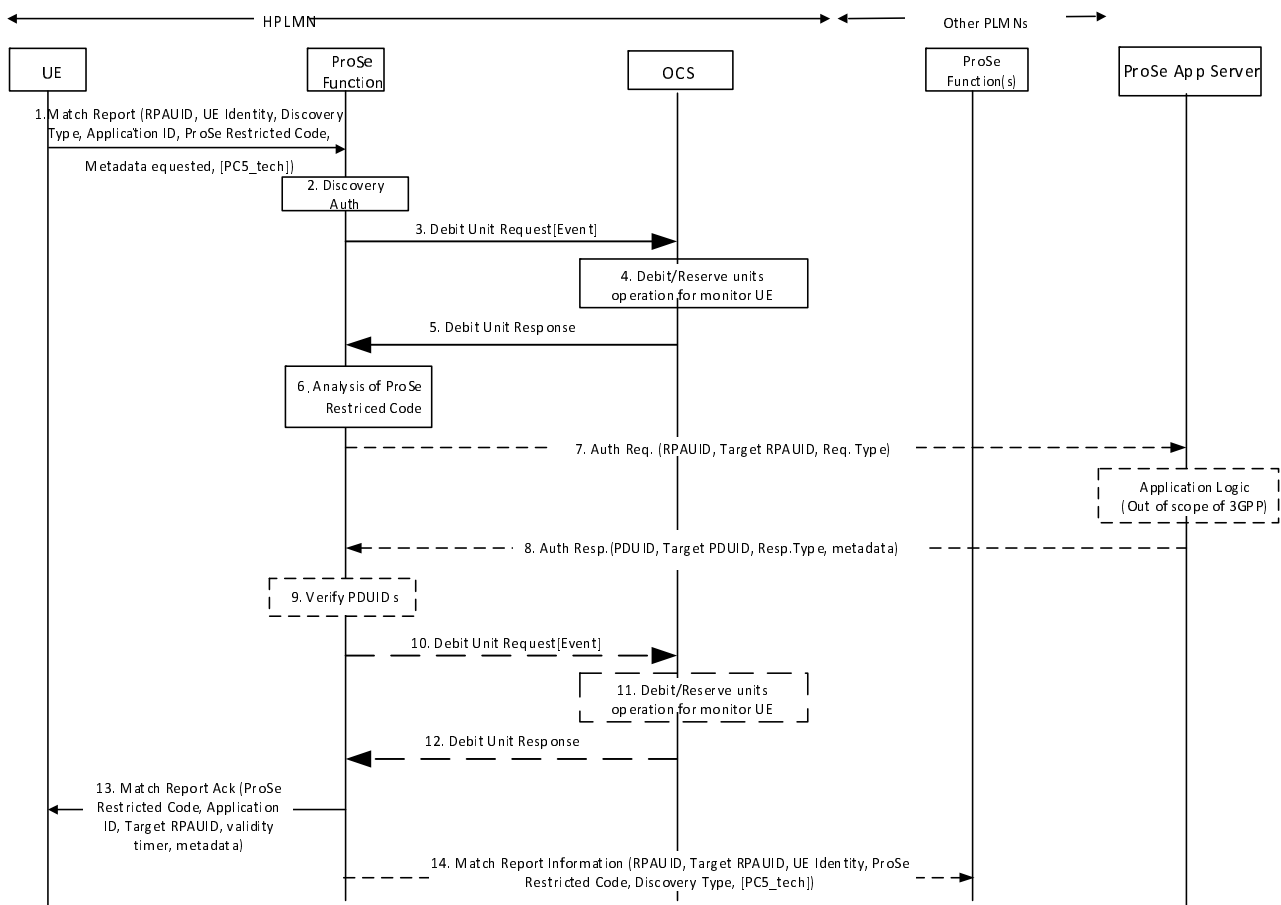 HPLMN
Other PLMNs
UE
ProSe
Function
OCS
ProSe
Function(s)
ProSe App Server
1.Match Report (RPAUID, UE Identity, Discovery
Type, Application ID, ProSe Restricted Code,
Metadata equested, [PC5_tech])
2. Discovery
Auth
3. Debit Unit Request[Event]
4. Debit/Reserve units
operation for monitor UE
5. Debit Unit Response
6. Analysis of ProSe
Restriced Code
7. Auth Req. (RPAUID, Target RPAUID, Req. Type)
Application Logic
(Out of scope of 3GPP)
8. Auth Resp.(PDUID, Target PDUID, Resp.Type, metadata)
9. Verify PDUIDs
10. Debit Unit Request[Event]
11. Debit/Reserve units
operation for monitor UE
12. Debit Unit Response
13. Match Report Ack (ProSe
Restricted Code, Application
ID, Target RPAUID, validity
timer, metadata)
14. Match Report Information (RPAUID, Target RPAUID, UE Identity, ProSe
Restricted Code, Discovery Type, [PC5_tech])